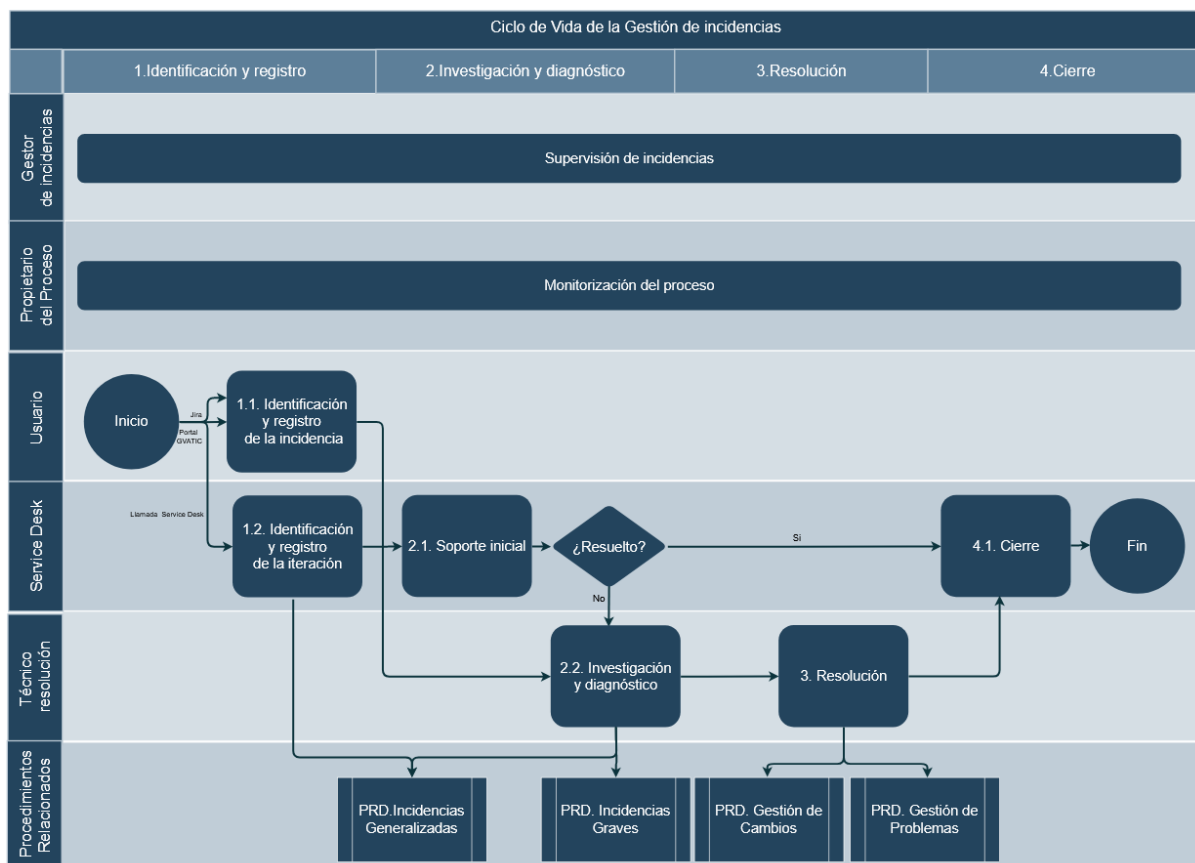 Ciclo de Vida de la Gestión de incidencias
1.Identificación y registro
2.Investigación y diagnóstico
3.Resolución
4.Cierre
Gestor
de incidencias
Supervisión de incidencias
Propietario
del Proceso
Monitorización del proceso
Usuario
Inicio
Jira
Portal
GVATIC
1.1. Identificación
y registro
de la incidencia
Service Desk
Llamada Service Desk
1.2. Identificación
y registro
de la iteración
2.1. Soporte inicial
¿Resuelto?
Si
No
4.1. Cierre
Fin
Técnico
resolución
2.2. Investigación
y diagnóstico
3. Resolución
Procedimientos
Relacionados
PRD.Incidencias
Generalizadas
PRD. Incidencias
Graves
PRD. Gestión de
Cambios
PRD. Gestión de
Problemas